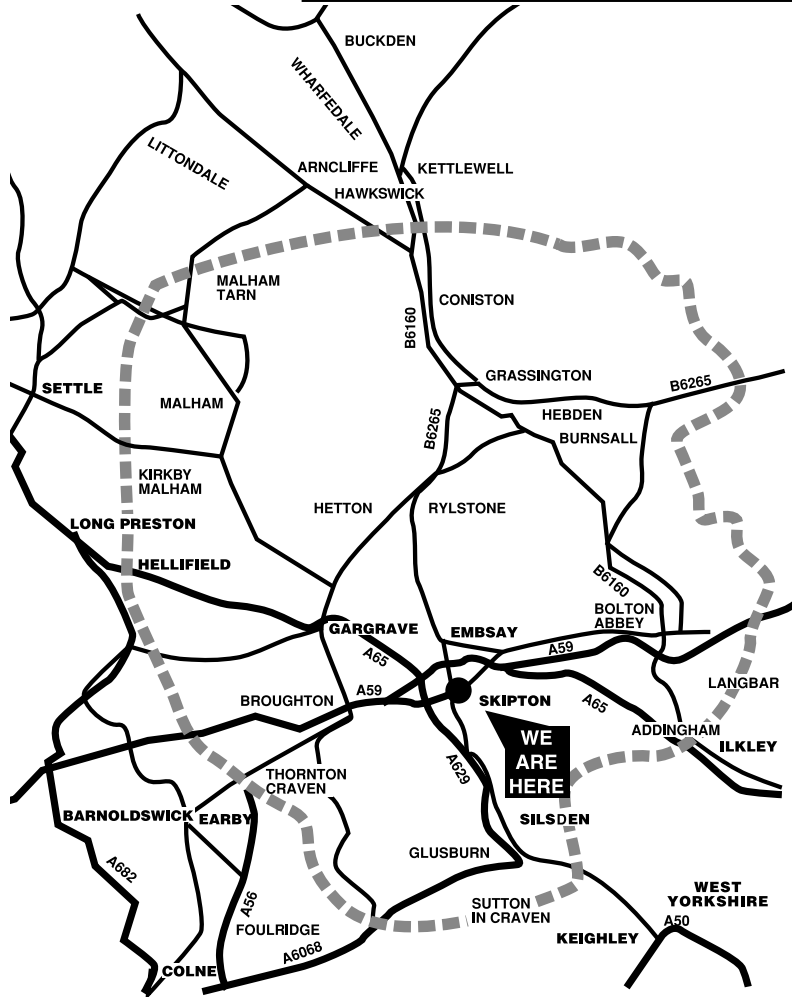 BUCKDEN
WHARFEDALE
LITTONDALE
ARNCLIFFE
KETTLEWELL
HAWKSWICK
MALHAM
TARN
CONISTON
B6160
GRASSINGTON
B6265
SETTLE
MALHAM
HEBDEN
B6265
BURNSALL
KIRKBY
MALHAM
HETTON
RYLSTONE
LONG PRESTON
HELLIFIELD
B6160
BOLTON
ABBEY
GARGRAVE
EMBSAY
A59
A65
LANGBAR
A59
BROUGHTON
SKIPTON
A65
ADDINGHAM
ILKLEY
WE
ARE
HERE
A629
THORNTON
CRAVEN
BARNOLDSWICK
EARBY
SILSDEN
GLUSBURN
A682
A56
SUTTON
IN CRAVEN
WEST
YORKSHIRE
A50
FOULRIDGE
KEIGHLEY
A6068
COLNE